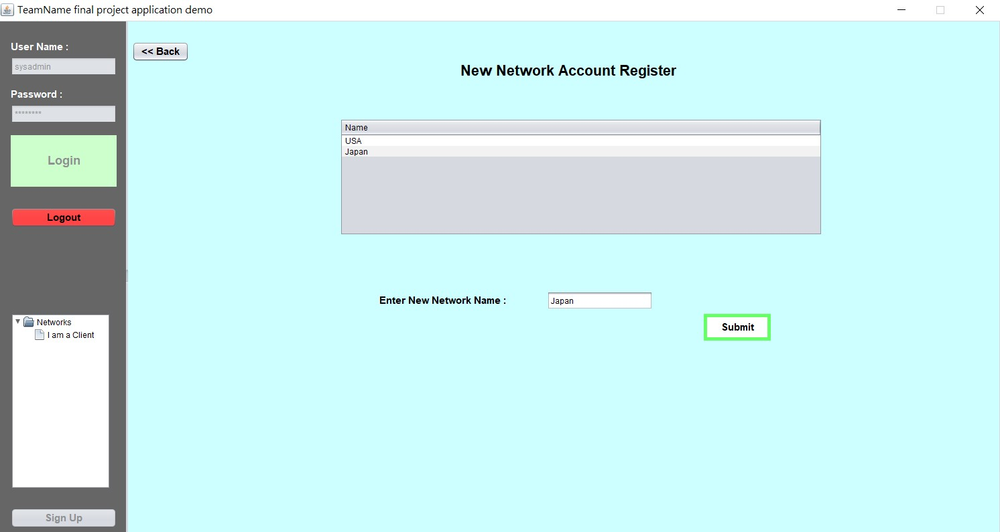 TeamName final project application demo
User Name :
sysadmin
Password :
********
Login
Logout
Networks
I am a Client
Sign Up
<< Back
New Network Account Register
Name
USA
Japan
Enter New Network Name :
Japan
Submit